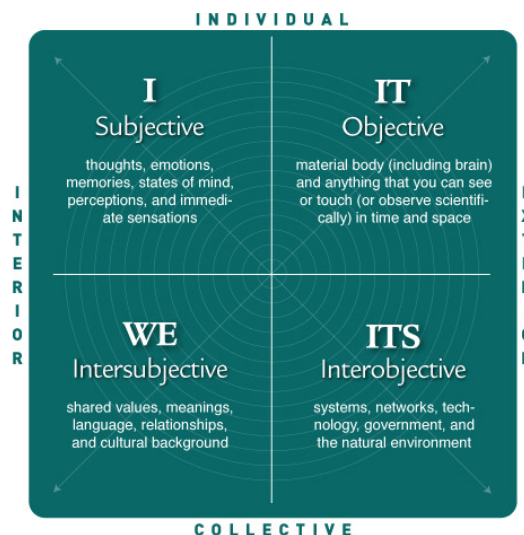 INDIVIDUAL
I
Subjective
thoughts, emotions,
memories, states of mind,
perceptions, and immedi-
ate sensations
IT
Objective
material body (including brain)
and anything that you can see
or touch (or observe scientifi-
cally) in time and space
INTERIOR
WE
Intersubjective
shared values, meanings,
language, relationships,
and cultural background
ITS
Interobjective
systems, networks, tech-
nology, government, and
the natural environment
COLLECTIVE